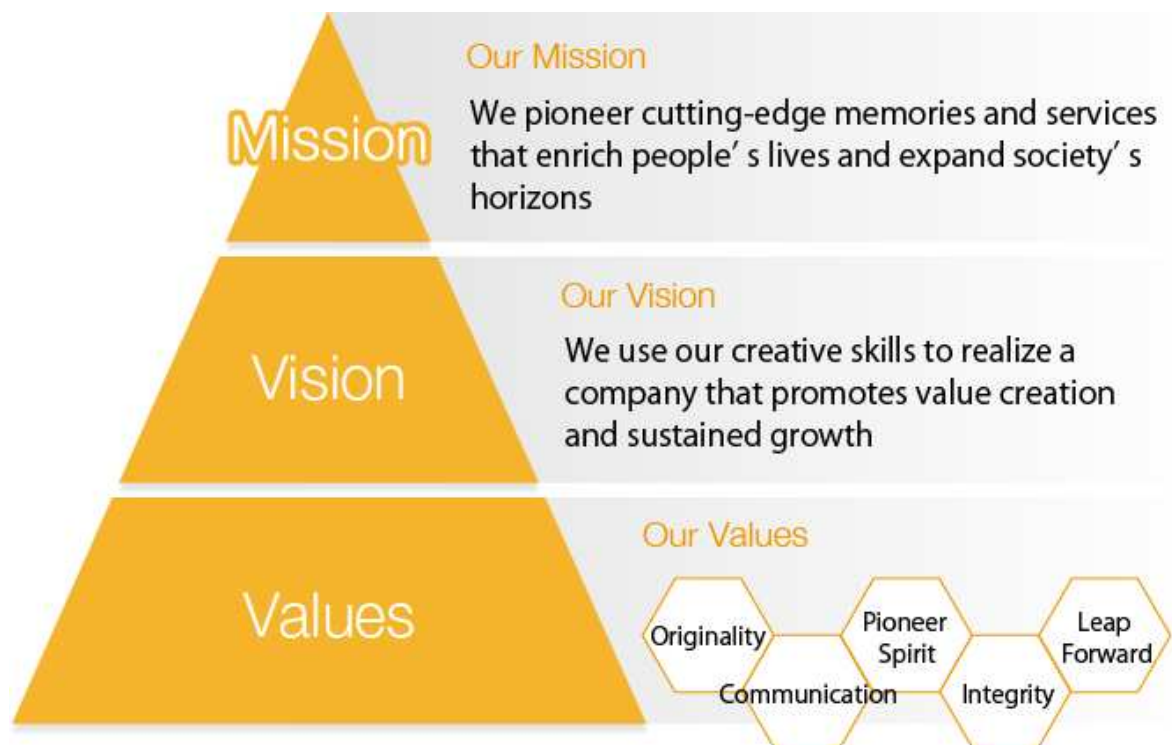 Mission
Our Mission
We pioneer cutting-edge memories and services
that enrich people’ s lives and expand society’ s
horizons
Vision
Our Vision
We use our creative skills to realize a
company that promotes value creation
and sustained growth
Values
Our Values
Originality
Communication
Pioneer
Spirit
Integrity
Leap
Forward